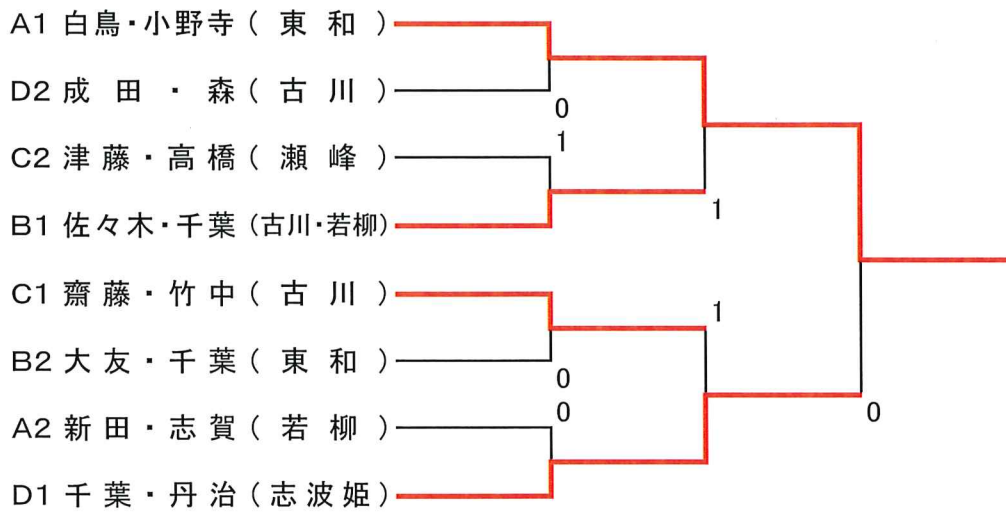 A1 白鳥・小野寺(東和)
D2 成田・森(古川)
0
1
C2 津藤・高橋(瀬峰)
1
B1 佐々木・千葉(古川・若柳)
C1 齋藤・竹中(古川)
1
B2 大友・千葉(東和)
0
0
0
A2 新田・志賀(若柳)
D1 千葉・丹治(志波姫)